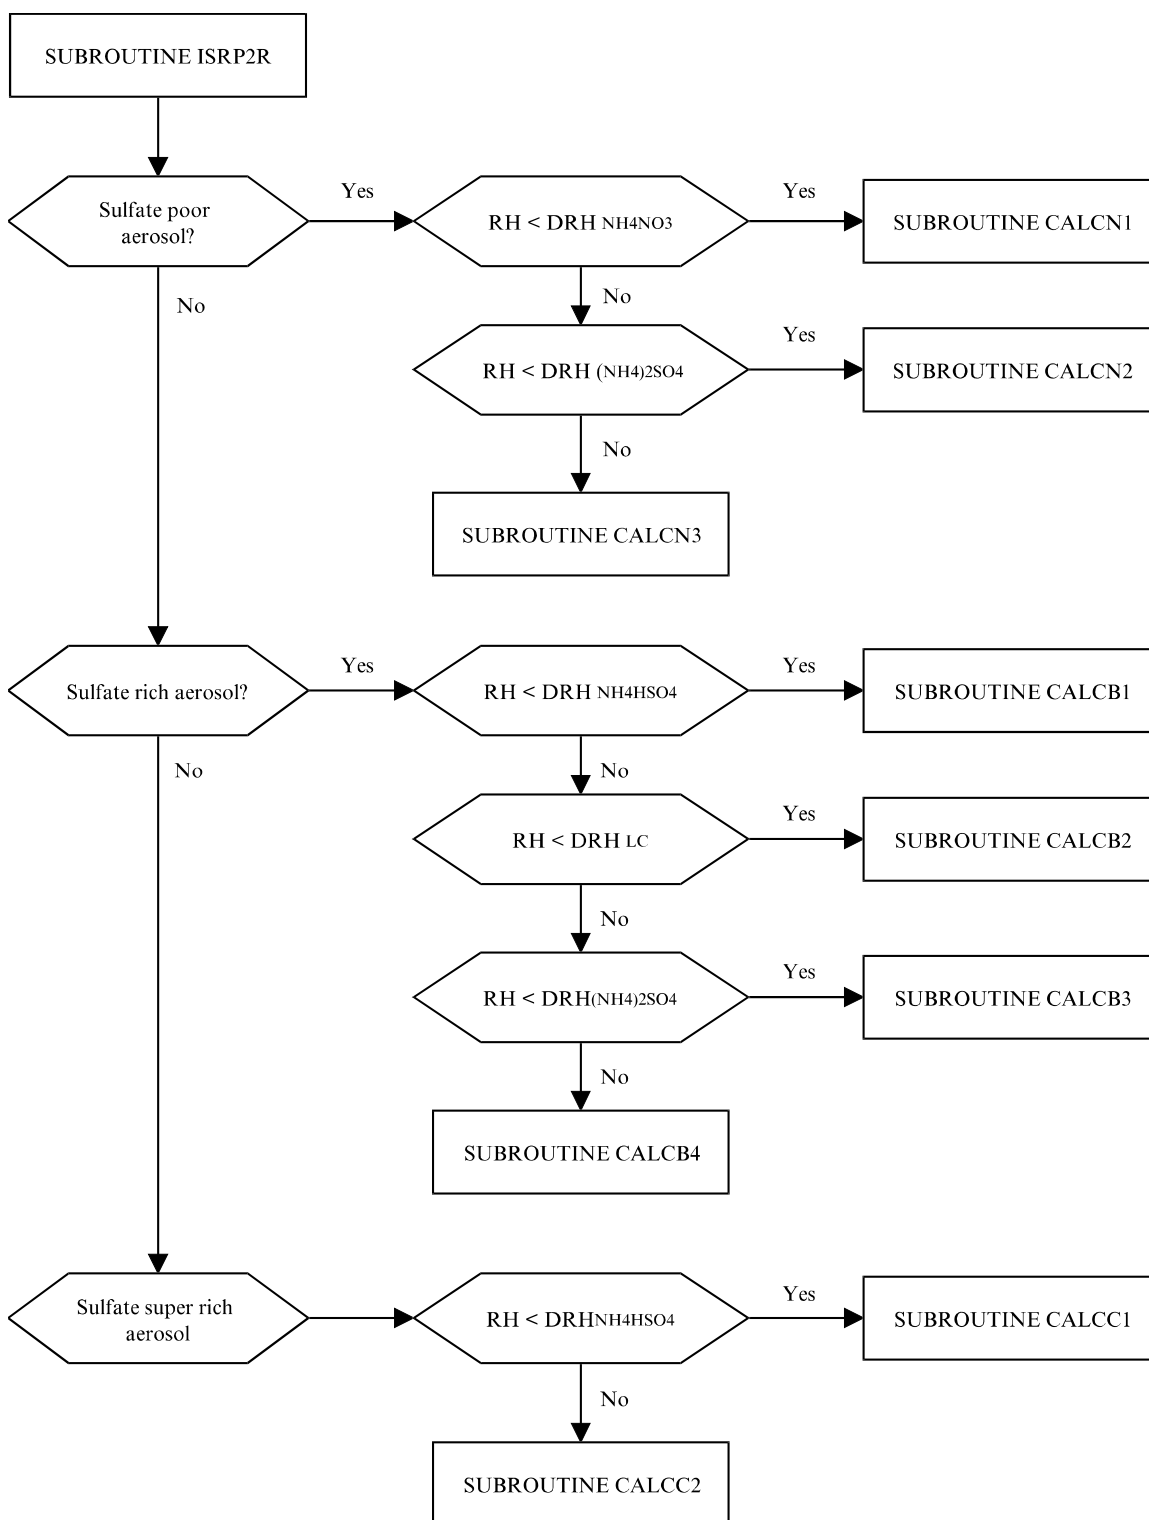 SUBROUTINE ISRP2R
Sulfate poor
aerosol?
Yes
RH < DRH NH4NO3
Yes
SUBROUTINE CALCN1
No
No
RH < DRH (NH4)2SO4
Yes
SUBROUTINE CALCN2
No
SUBROUTINE CALCN3
Sulfate rich aerosol?
Yes
RH < DRH NH4HSO4
Yes
SUBROUTINE CALCB1
No
No
RH < DRH LC
Yes
SUBROUTINE CALCB2
No
RH < DRH(NH4)2SO4
Yes
SUBROUTINE CALCB3
No
SUBROUTINE CALCB4
Sulfate super rich
aerosol
RH < DRHNH4HSO4
Yes
SUBROUTINE CALCC1
No
SUBROUTINE CALCC2